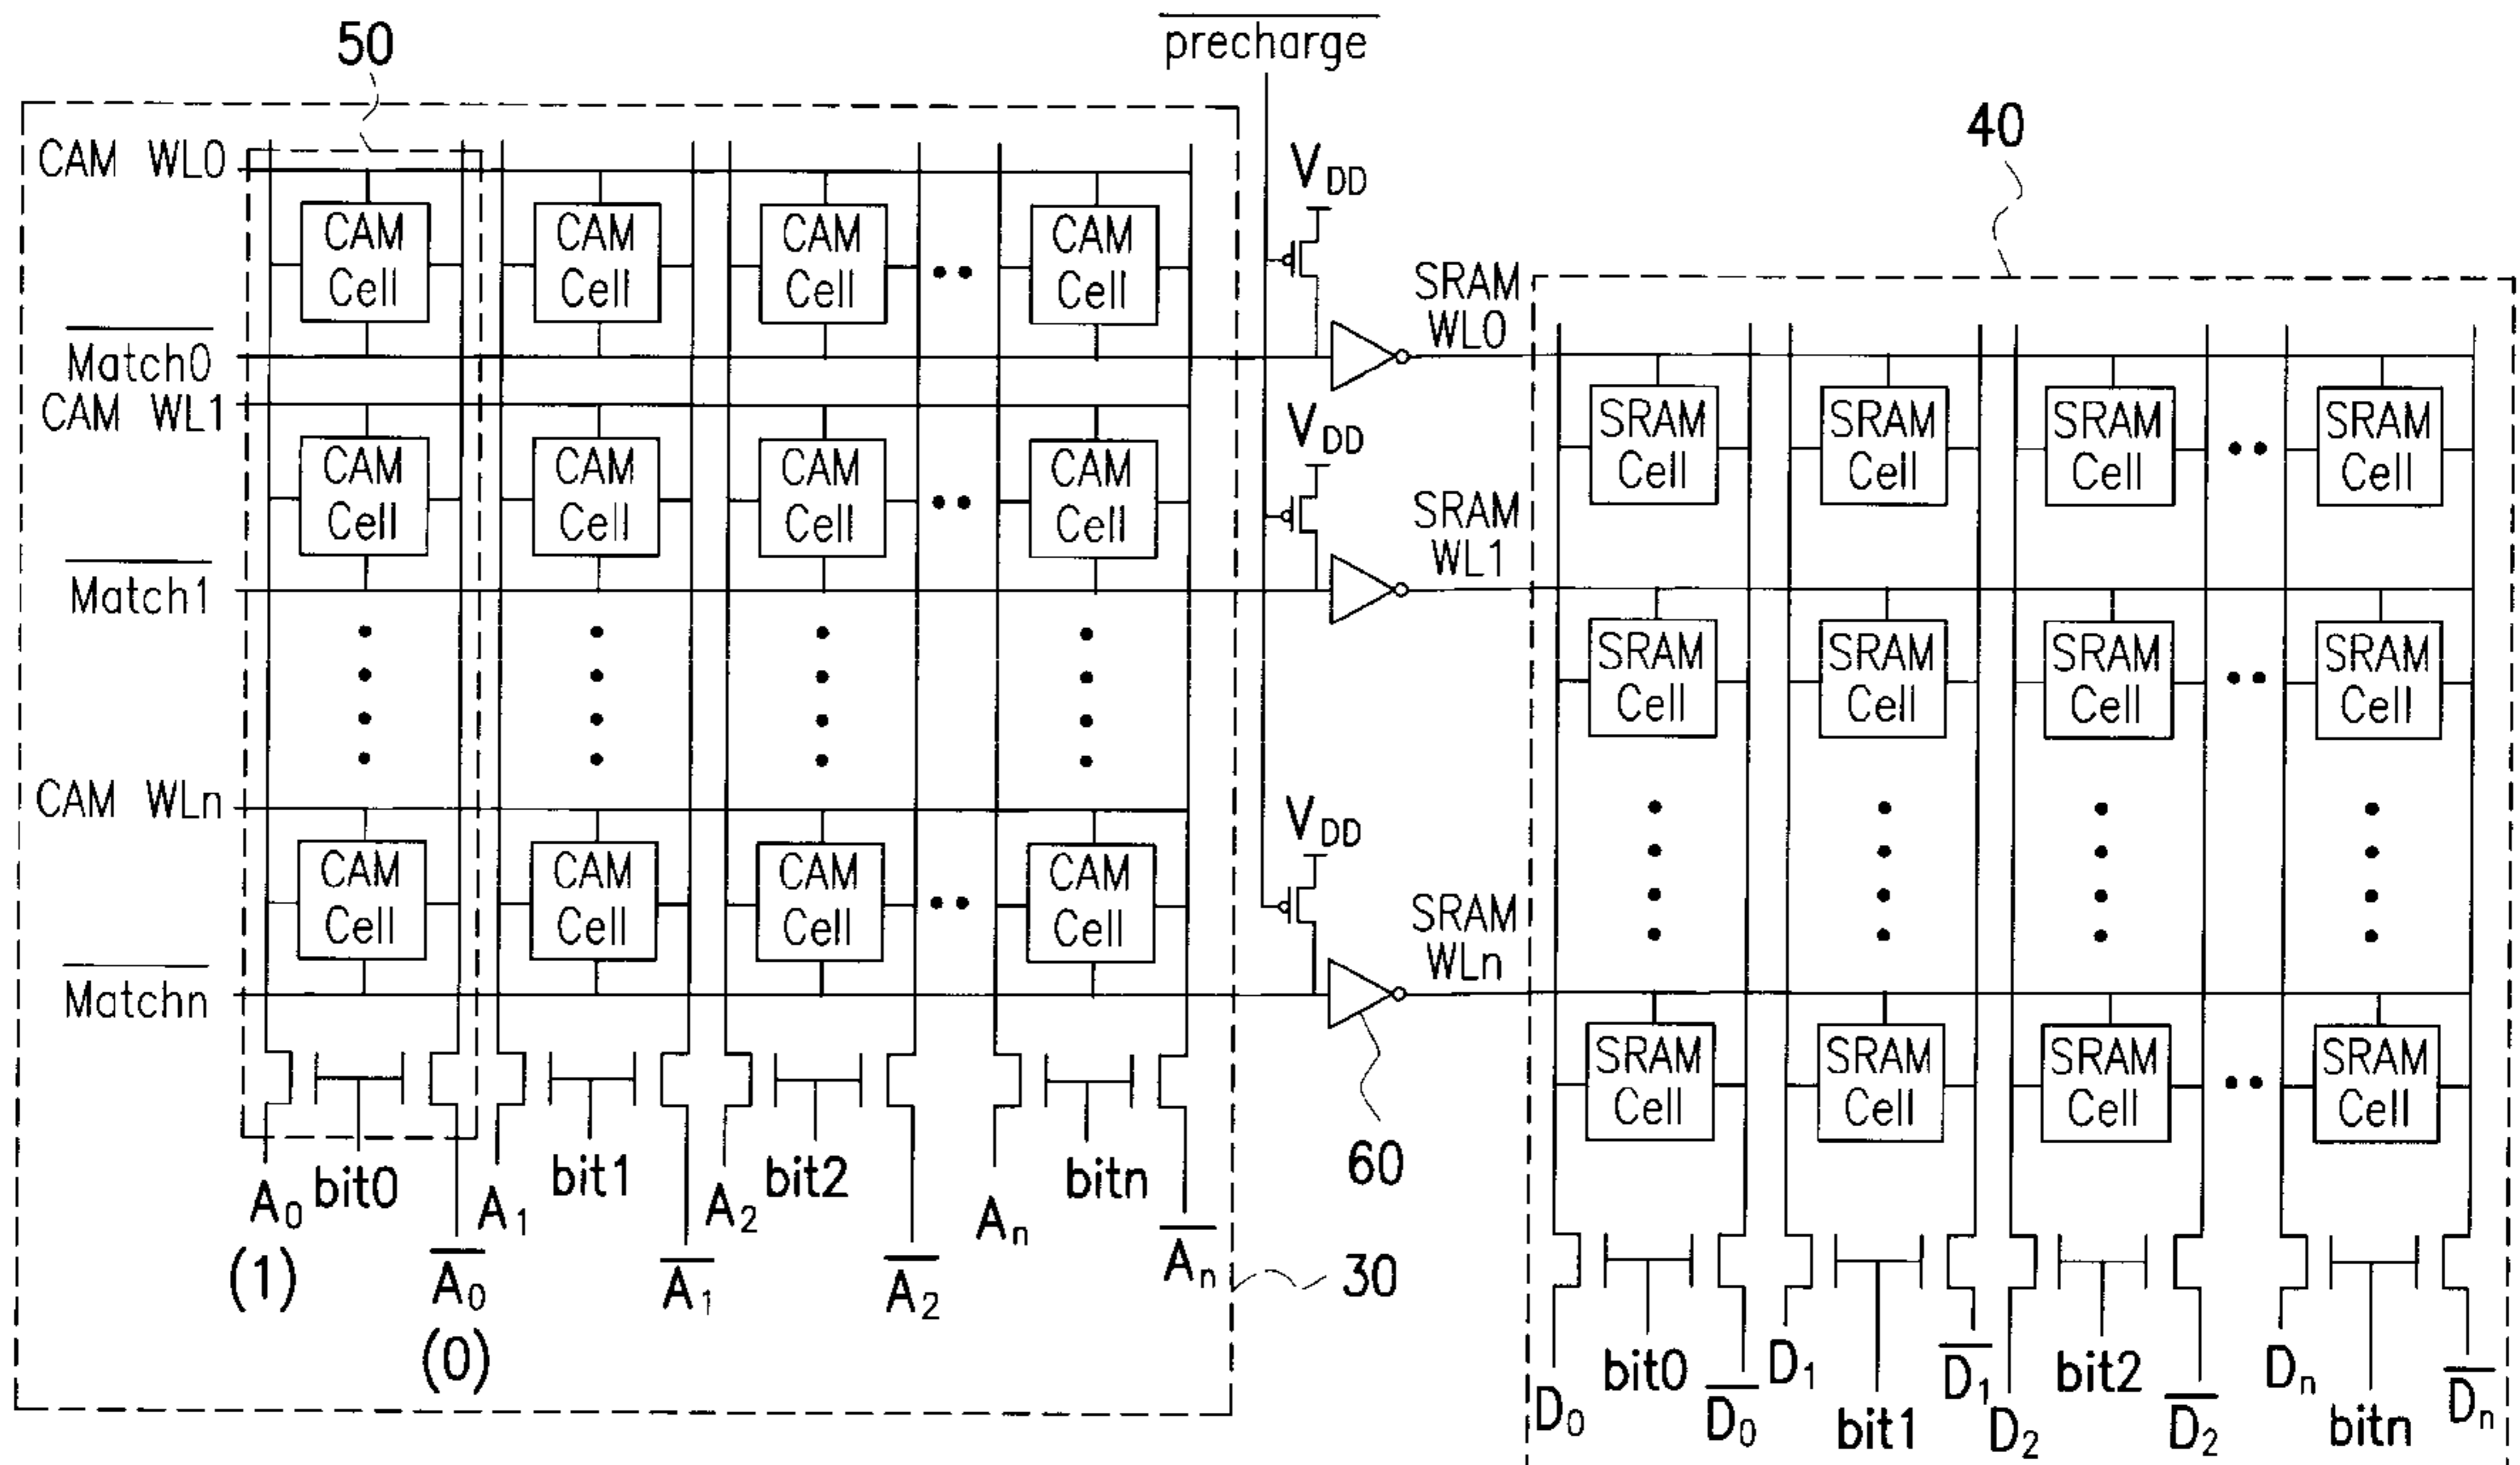 50
precharge
40
CAM WL0
V_DD
CAM Cell CAM Cell CAM Cell CAM Cell
SRAM WL0
Match0
CAM WL1
V_DD
SRAM Cell SRAM Cell SRAM Cell SRAM Cell
CAM Cell CAM Cell CAM Cell CAM Cell
SRAM WL1
Match1
SRAM Cell SRAM Cell SRAM Cell SRAM Cell
CAM WLn
V_DD
CAM Cell CAM Cell CAM Cell CAM Cell
SRAM WLn
Matchn
SRAM Cell SRAM Cell SRAM Cell SRAM Cell
60
A0 bit0 A1 bit1 A2 bit2 An bitn
A0 A1 A2 An
(1)
(0)
30
D0 bit0 D0 D1 bit1 D1 D2 bit2 D2 Dn bitn Dn